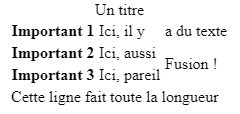 Un titre
Important 1 Ici, il y a du texte
Important 2 Ici, aussi
Fusion !
Important 3 Ici, pareil
Cette ligne fait toute la longueur